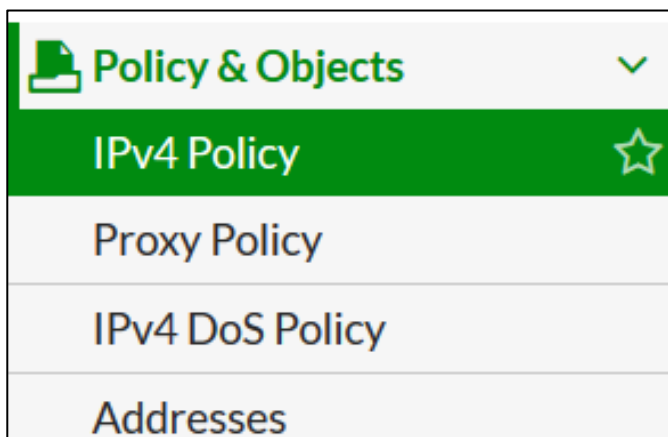 Policy & Objects
IPv4 Policy
Proxy Policy
IPv4 DoS Policy
Addresses